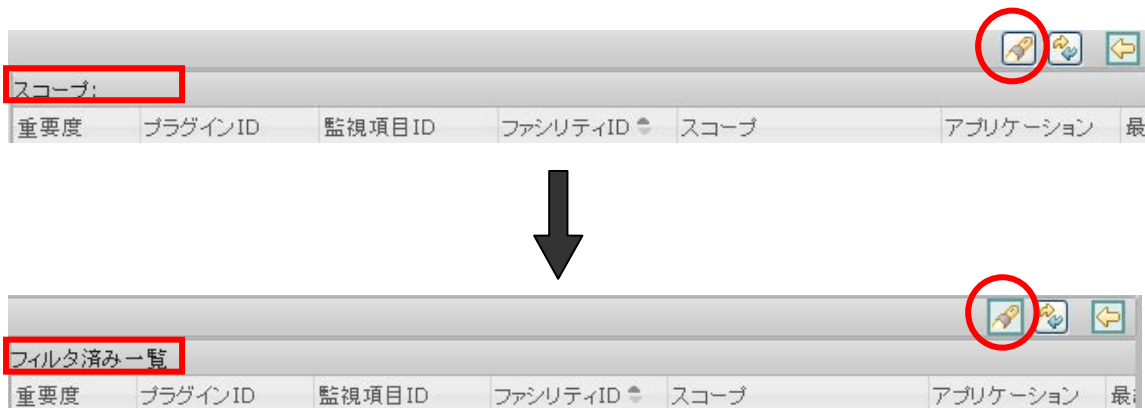 スコープ:
重要度 プラグインID 監視項目ID ファシリティID スコープ アプリケーション 最
フィルタ済み一覧
重要度 プラグインID 監視項目ID ファシリティID スコープ アプリケーション 最